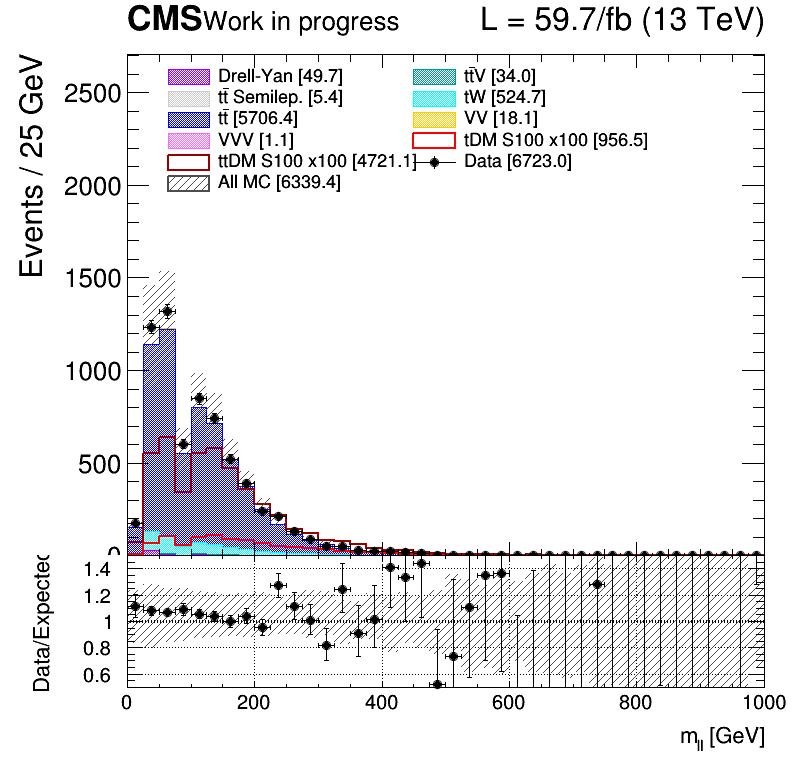 CMS Work in progress L = 59.7/fb (13 TeV)
Events / 25 GeV
2500
2000
1500
1000
500
0
Drell-Yan [49.7] tt̄V [34.0]
tt̄ Semilep. [5.4] tW [524.7]
tt̄ [5706.4] VV [18.1]
VVV [1.1] tDM S100 x100 [956.5]
ttDM S100 x100 [4721.1] Data [6723.0]
All MC [6339.4]
Data/Expected
1.4
1.2
1
0.8
0.6
0 200 400 600 800 1000
m_ll [GeV]